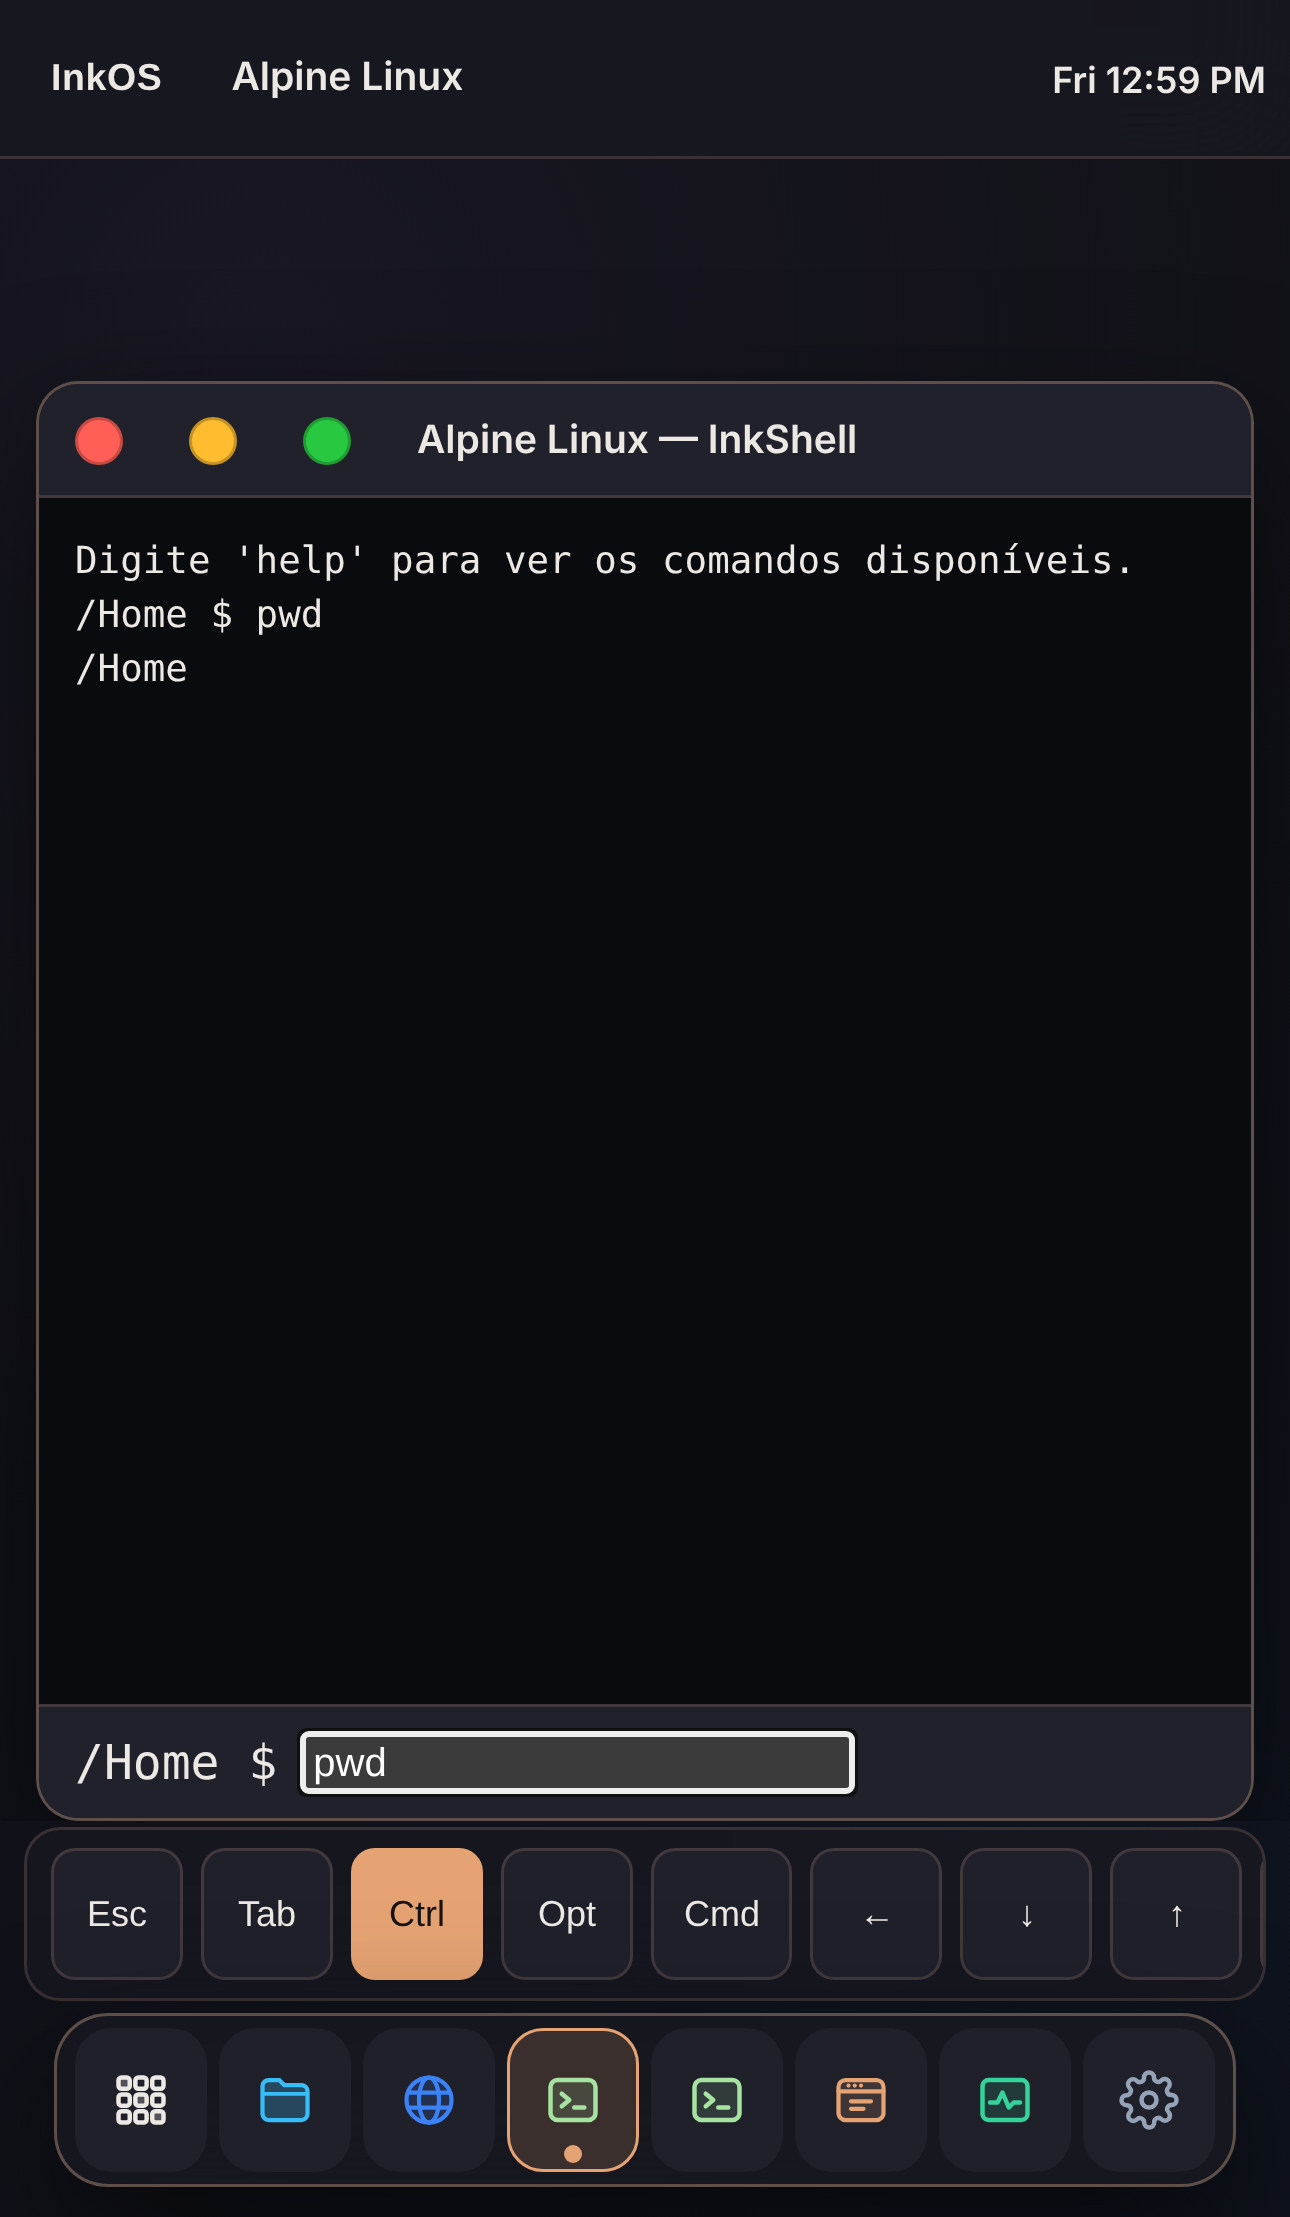 InkOS Alpine Linux Fri 12:59 PM
Alpine Linux — InkShell
Digite 'help' para ver os comandos disponíveis.
/Home $ pwd
/Home
/Home $ pwd
Esc Tab Ctrl Opt Cmd ← ↓ ↑